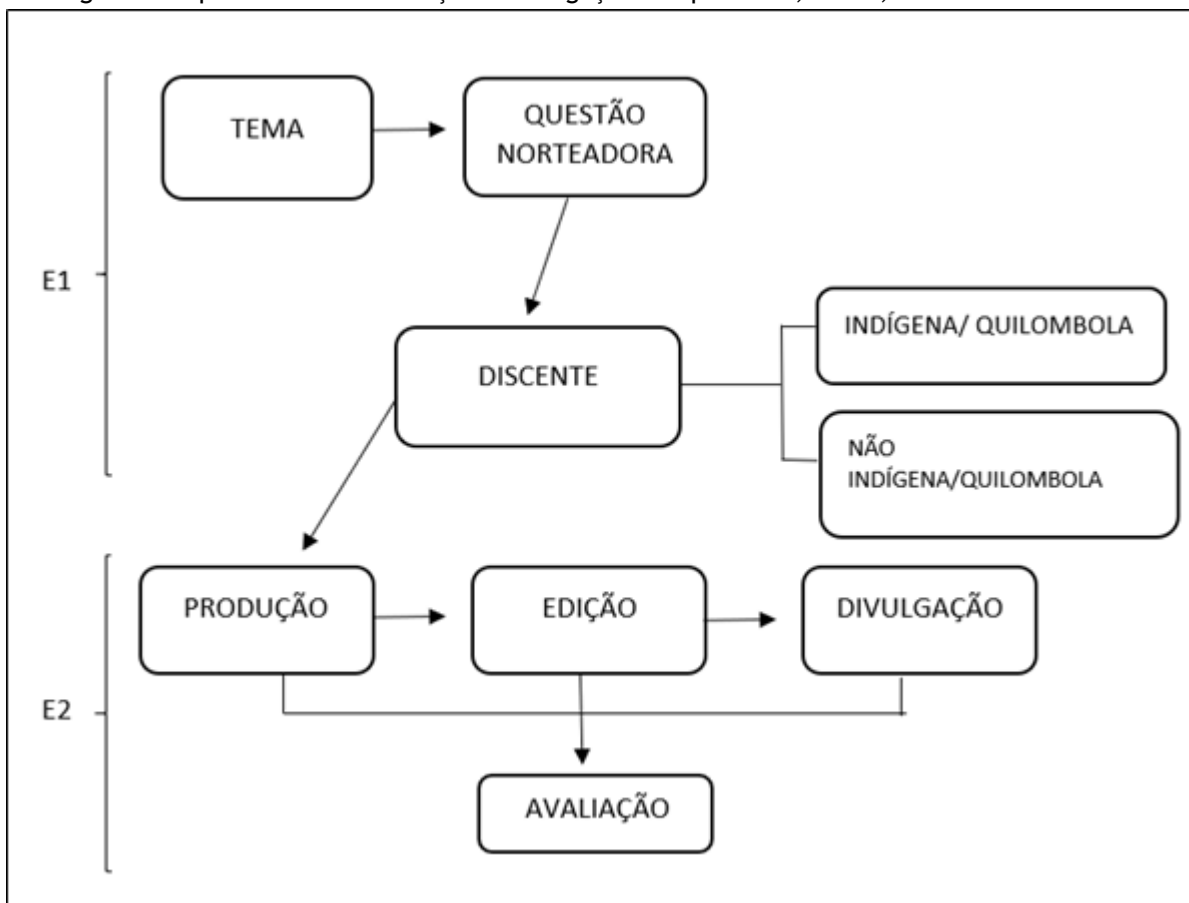 TEMA
QUESTÃO
NORTEADORA
E1
DISCENTE
INDÍGENA/ QUILOMBOLA
NÃO
INDÍGENA/QUILOMBOLA
PRODUÇÃO
EDIÇÃO
DIVULGAÇÃO
E2
AVALIAÇÃO